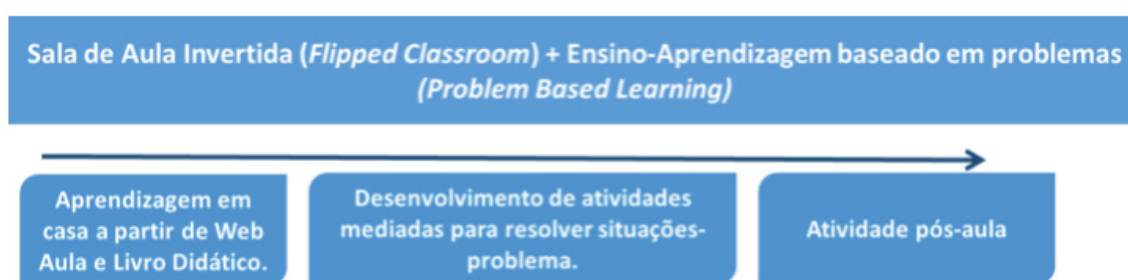 Sala de Aula Invertida (Flipped Classroom) + Ensino-Aprendizagem baseado em problemas
(Problem Based Learning)
Aprendizagem em
casa a partir de Web
Aula e Livro Didático.
Desenvolvimento de atividades
mediadas para resolver situações-
problema.
Atividade pós-aula